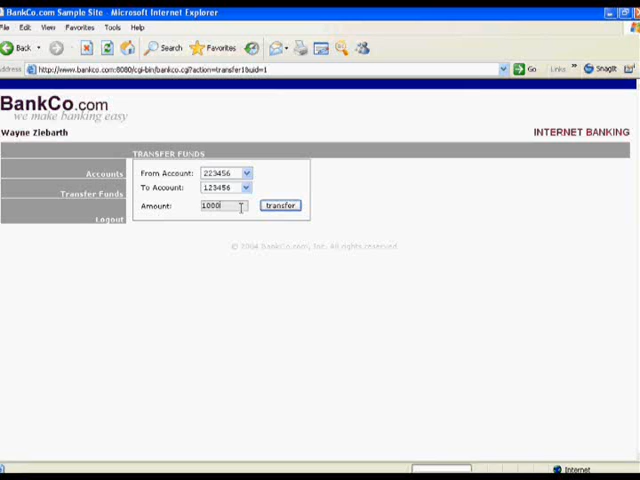 BankCo.com Sample Site - Microsoft Internet Explorer
File Edit View Favorites Tools Help
Back Search Favorites
Address http://www.bankco.com:8080/cgi-bin/bankco.cgi?action=transfer1&uid=1 Go Links » SnagIt
BankCo.com
we make banking easy
Wayne Ziebarth INTERNET BANKING
TRANSFER FUNDS
Accounts
Transfer Funds
Logout
From Account: 223456
To Account: 123456
Amount: 1000 transfer
© 2004 BankCo.com, Inc. All rights reserved.
Internet